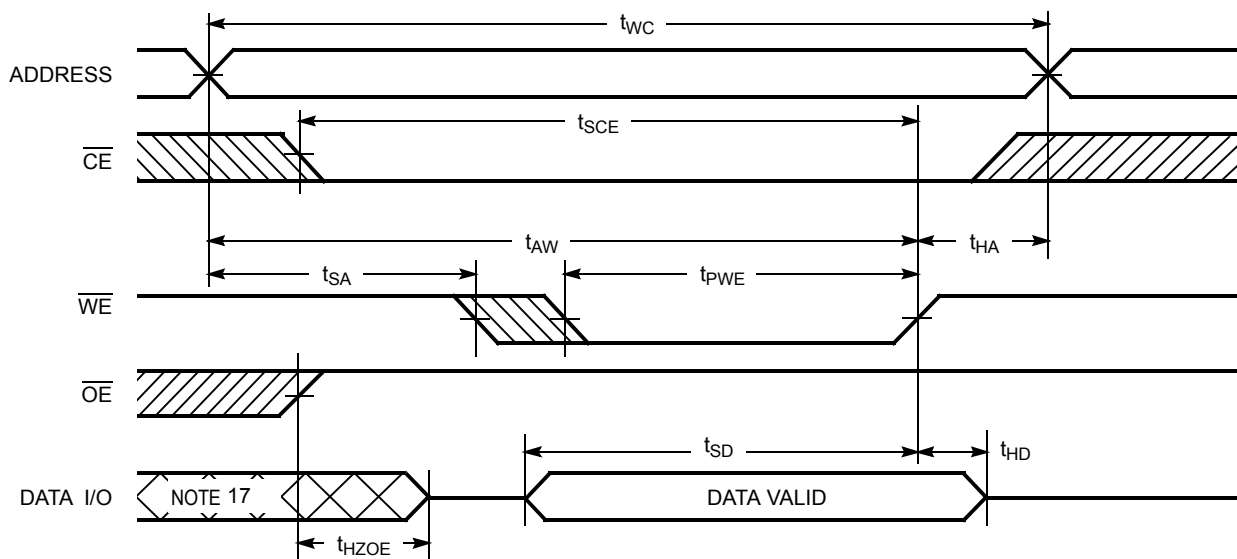 tWC
ADDRESS
tSCE
CE
tAW
tHA
tSA
tPWE
WE
OE
tSD
tHD
DATA I/O
NOTE 17
DATA VALID
tHZOE